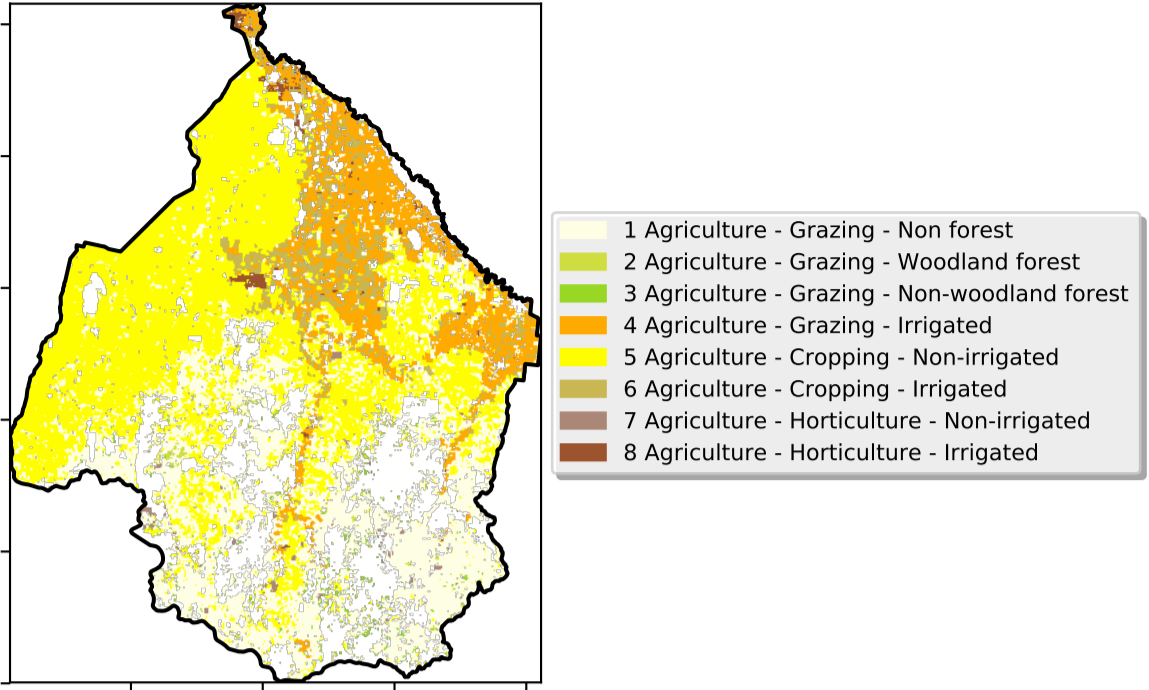 1 Agriculture - Grazing - Non forest
2 Agriculture - Grazing - Woodland forest
3 Agriculture - Grazing - Non-woodland forest
4 Agriculture - Grazing - Irrigated
5 Agriculture - Cropping - Non-irrigated
6 Agriculture - Cropping - Irrigated
7 Agriculture - Horticulture - Non-irrigated
8 Agriculture - Horticulture - Irrigated